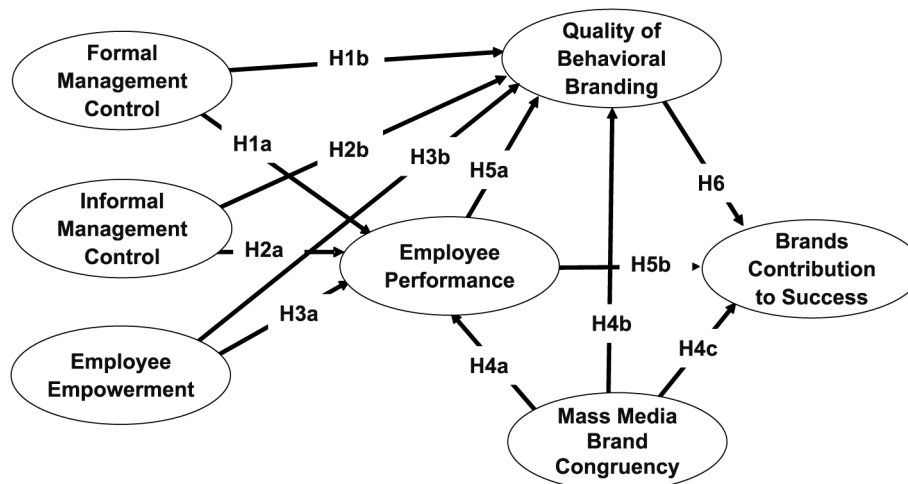 Formal
Management
Control
H1b
Quality of
Behavioral
Branding
H1a
H2b
H3b
H5a
H6
Informal
Management
Control
H2a
Employee
Performance
H5b
Brands
Contribution
to Success
H3a
H4b
H4c
H4a
Employee
Empowerment
Mass Media
Brand
Congruency